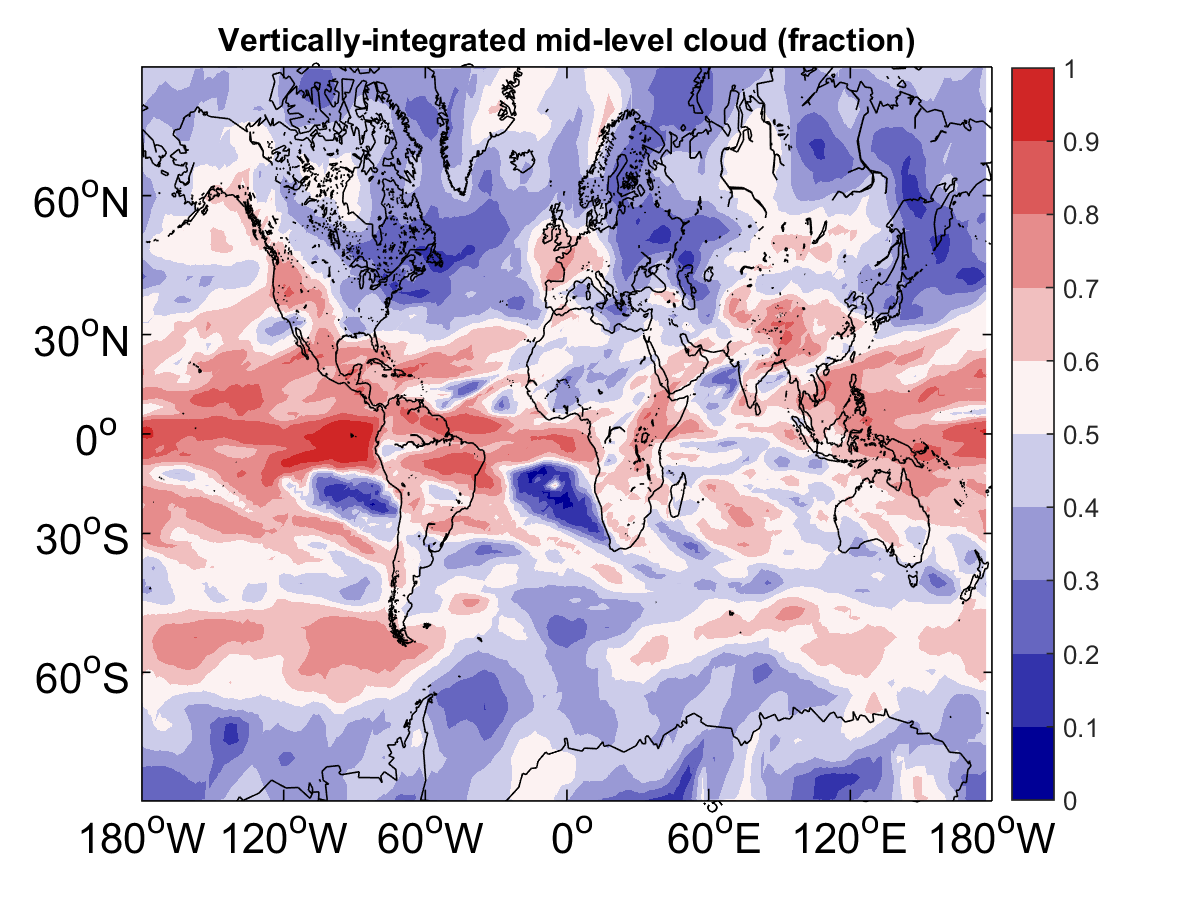 Vertically-integrated mid-level cloud (fraction)
1
0.9
0.8
0.7
0.6
0.5
0.4
0.3
0.2
0.1
0
60°N
30°N
0°
30°S
60°S
180°W 120°W 60°W 0° 60°E 120°E 180°W